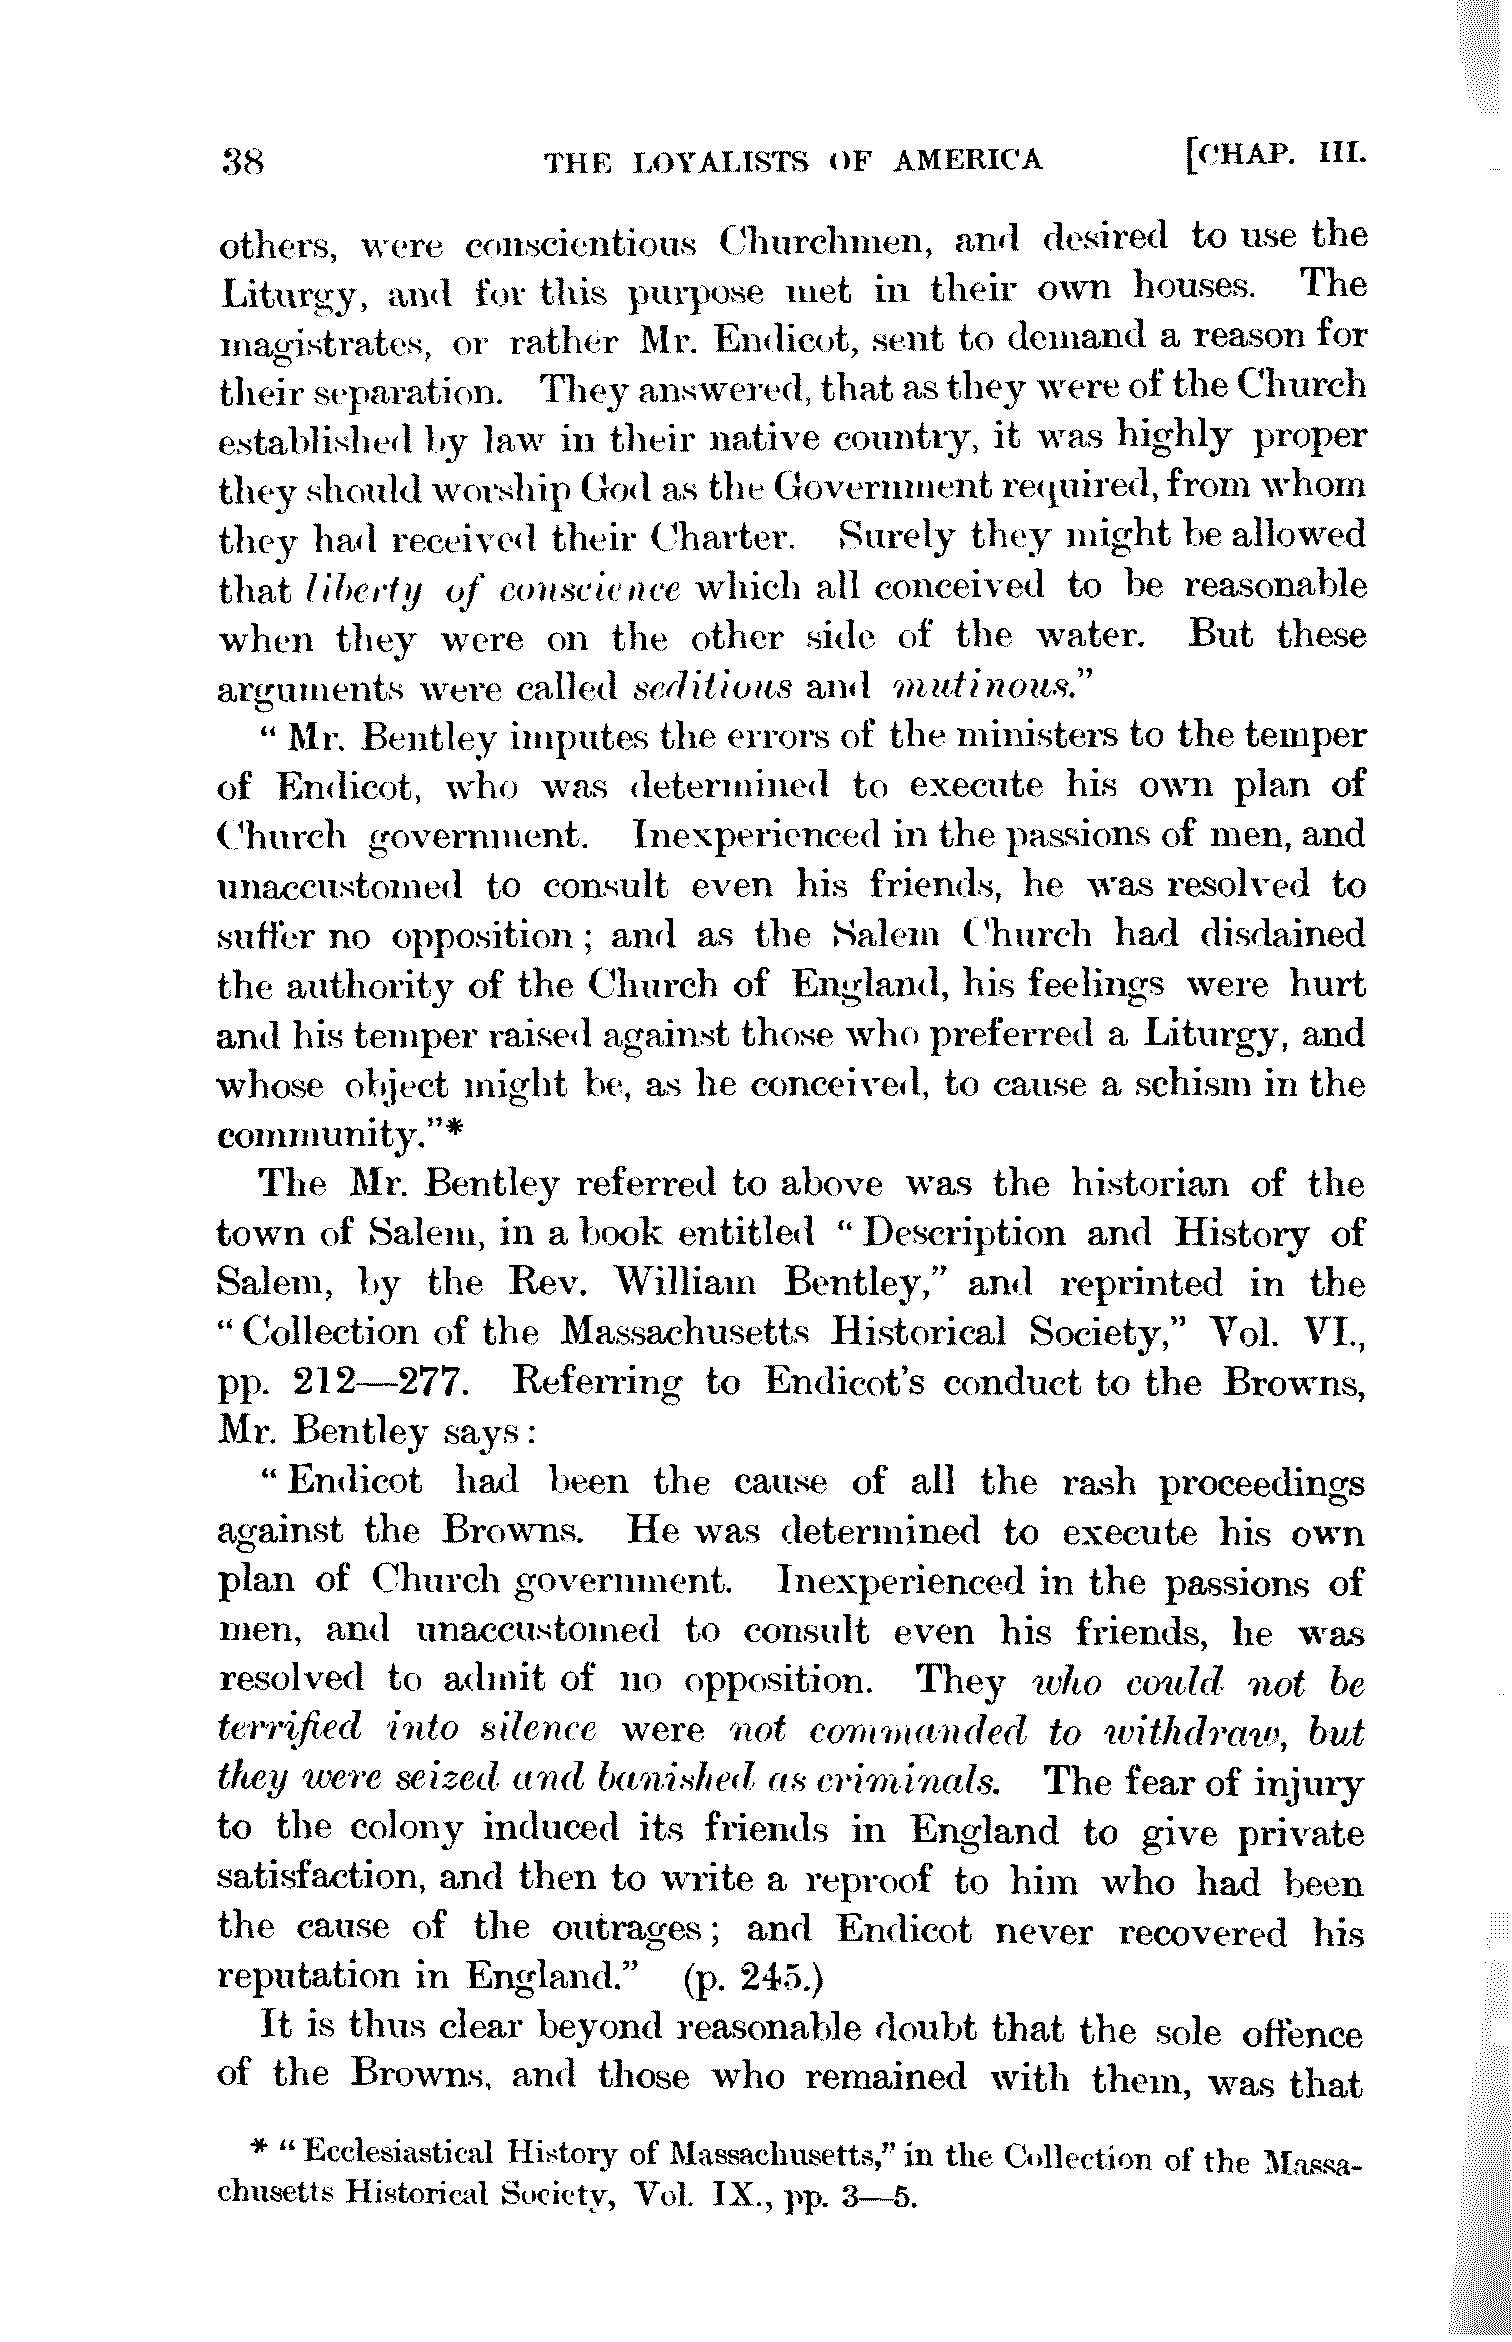 38 THE LOYALISTS OF AMERICA [CHAP. III.
others, were conscientious Churchmen, and desired to use the
Liturgy, and for this purpose met in their own houses. The
magistrates, or rather Mr. Endicot, sent to demand a reason for
their separation. They answered, that as they were of the Church
established by law in their native country, it was highly proper
they should worship God as the Government required, from whom
they had received their Charter. Surely they might be allowed
that liberty of conscience which all conceived to be reasonable
when they were on the other side of the water. But these
arguments were called seditious and mutinous."
" Mr. Bentley imputes the errors of the ministers to the temper
of Endicot, who was determined to execute his own plan of
Church government. Inexperienced in the passions of men, and
unaccustomed to consult even his friends, he was resolved to
suffer no opposition; and as the Salem Church had disdained
the authority of the Church of England, his feelings were hurt
and his temper raised against those who preferred a Liturgy, and
whose object might be, as he conceived, to cause a schism in the
community."*
The Mr. Bentley referred to above was the historian of the
town of Salem, in a book entitled " Description and History of
Salem, by the Rev. William Bentley," and reprinted in the
" Collection of the Massachusetts Historical Society," Vol. VI.,
pp. 212—277. Referring to Endicot's conduct to the Browns,
Mr. Bentley says:
" Endicot had been the cause of all the rash proceedings
against the Browns. He was determined to execute his own
plan of Church government. Inexperienced in the passions of
men, and unaccustomed to consult even his friends, he was
resolved to admit of no opposition. They who could not be
terrified into silence were not commanded to withdraw, but
they were seized and banished as criminals. The fear of injury
to the colony induced its friends in England to give private
satisfaction, and then to write a reproof to him who had been
the cause of the outrages; and Endicot never recovered his
reputation in England." (p. 245.)
It is thus clear beyond reasonable doubt that the sole offence
of the Browns, and those who remained with them, was that
* " Ecclesiastical History of Massachusetts," in the Collection of the Massa-
chusetts Historical Society, Vol. IX., pp. 3—5.